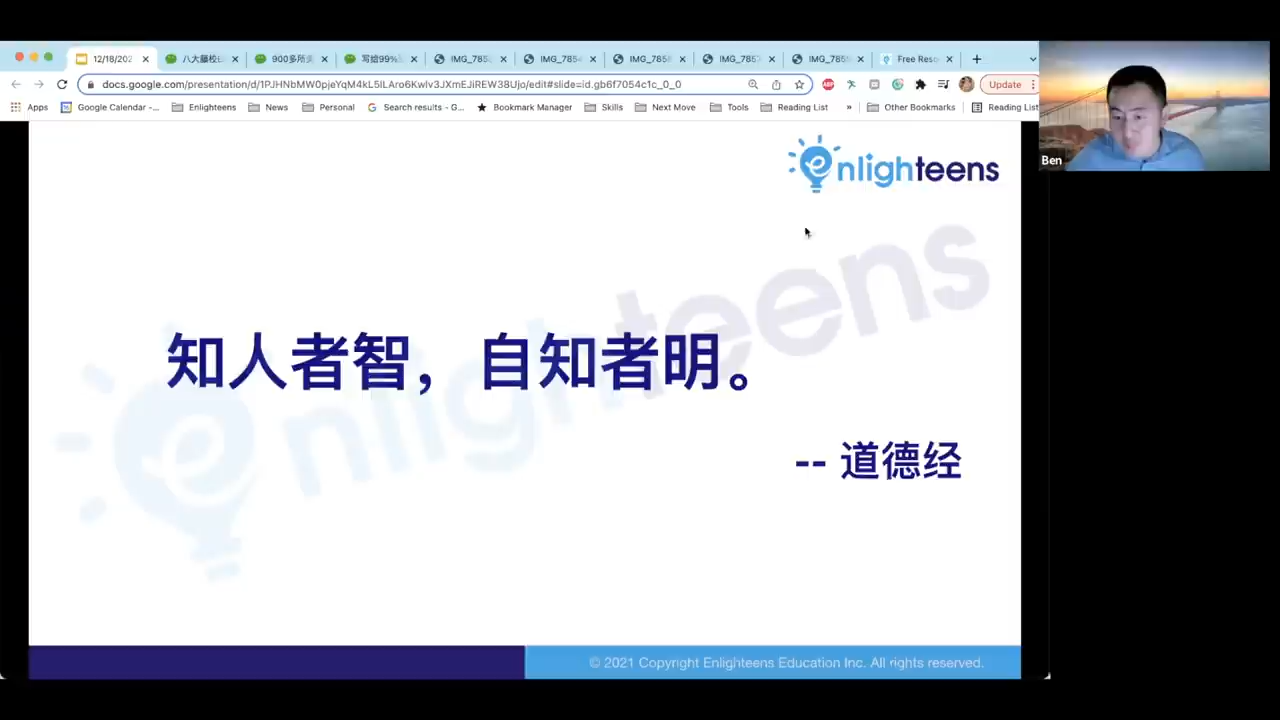 12/18/202
八大藤校
900多所
写给99%
IMG_785
IMG_785
IMG_785
IMG_785
IMG_785
Free Reso
docs.google.com/presentation/d/1PJHNbMW0pjeYqM4kL5ILAro6Kwlv3JXmEJiREW38Ujo/edit#slide=id.gb6f7054c1c_0_0
Update
Apps
Google Calendar -...
Enlighteens
News
Personal
Search results - G...
Bookmark Manager
Skills
Next Move
Tools
Reading List
»
Other Bookmarks
Reading List
Ben
enlighteens
知人者智，自知者明。
-- 道德经
© 2021 Copyright Enlighteens Education Inc. All rights reserved.